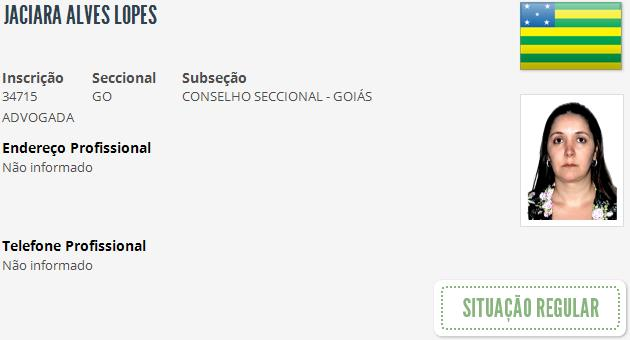 JACIARA ALVES LOPES
Inscrição Seccional Subseção
34715 GO CONSELHO SECCIONAL - GOIÁS
ADVOGADA
Endereço Profissional
Não informado
Telefone Profissional
Não informado
SITUAÇÃO REGULAR